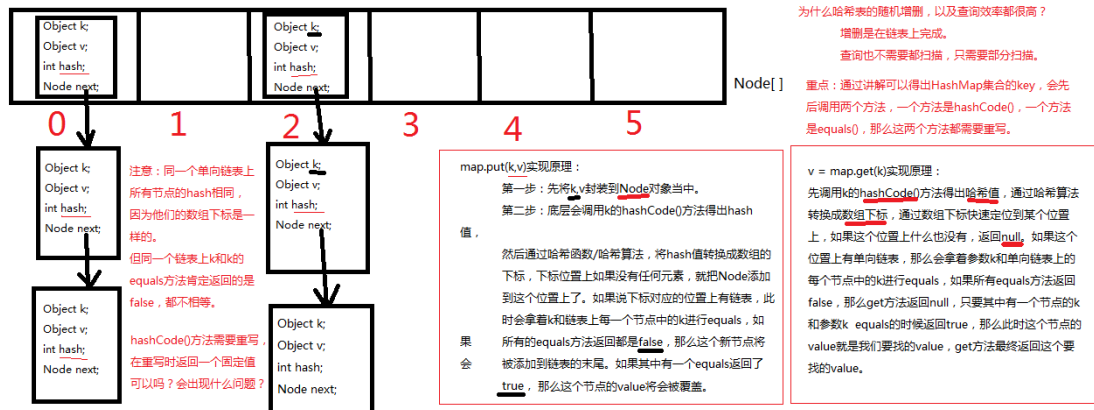 Object k;
Object v;
int hash;
Node next;
Object k;
Object v;
int hash;
Node next;
Node[ ]
0
1
2
3
4
5
Object k;
Object v;
int hash;
Node next;
Object k;
Object v;
int hash;
Node next;
Object k;
Object v;
int hash;
Node next;
Object k;
Object v;
int hash;
Node next;
注意：同一个单向链表上
所有节点的hash相同，
因为他们的数组下标是一
样的。
但同一个链表上k和k的
equals方法肯定返回的是
false，都不相等。
hashCode()方法需要重写，
在重写时返回一个固定值
可以吗？会出现什么问题？
为什么哈希表的随机增删，以及查询效率都很高？
增删是在链表上完成。
查询也不需要都扫描，只需要部分扫描。
重点：通过讲解可以得出HashMap集合的key，会先
后调用两个方法，一个方法是hashCode()，一个方法
是equals()，那么这两个方法都需要重写。
map.put(k,v)实现原理：
第一步：先将k,v封装到Node对象当中。
第二步：底层会调用k的hashCode()方法得出hash
值，
然后通过哈希函数/哈希算法，将hash值转换成数组的
下标，下标位置上如果没有任何元素，就把Node添加
到这个位置上了。如果说下标对应的位置上有链表，此
时会拿着k和链表上每一个节点中的k进行equals，如
果 所有的equals方法返回都是false，那么这个新节点将
会 被添加到链表的末尾。如果其中有一个equals返回了
true，那么这个节点的value将会被覆盖。
v = map.get(k)实现原理：
先调用k的hashCode()方法得出哈希值，通过哈希算法
转换成数组下标，通过数组下标快速定位到某个位置
上，如果这个位置上什么也没有，返回null。如果这个
位置上有单向链表，那么会拿着参数k和单向链表上的
每个节点中的k进行equals，如果所有equals方法返回
false，那么get方法返回null，只要其中有一个节点的k
和参数k equals的时候返回true，那么此时这个节点的
value就是我们要找的value，get方法最终返回这个要
找的value。